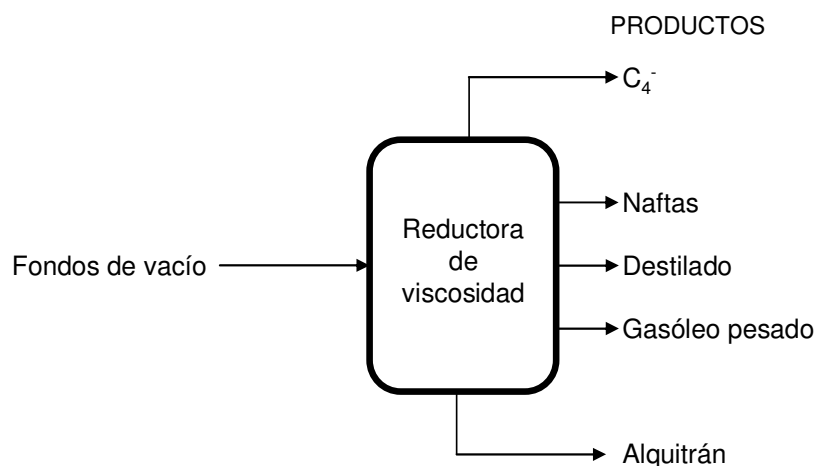 PRODUCTOS
C₄⁻
Naftas
Reductora
de
viscosidad
Fondos de vacío
Destilado
Gasóleo pesado
Alquitrán